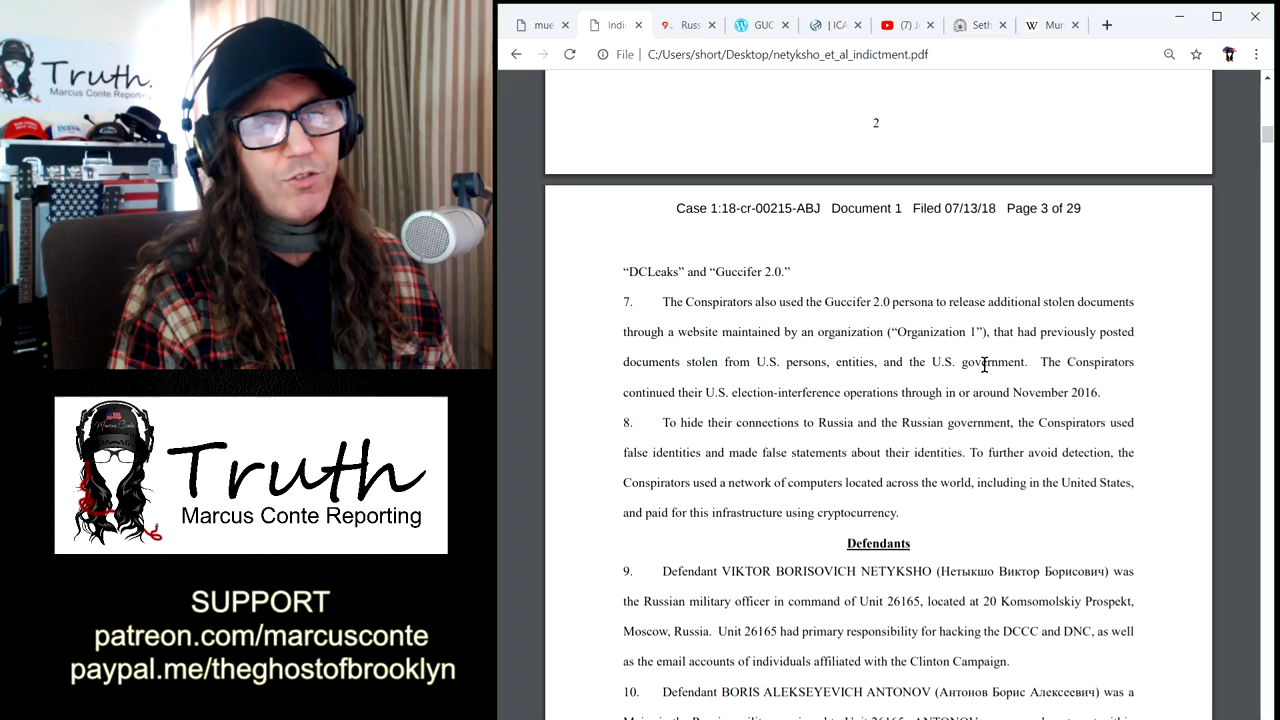 Truth.
Marcus Conte Reporting
Marcus Conte
Truth
Marcus Conte Reporting
SUPPORT
patreon.com/marcusconte
paypal.me/theghostofbrooklyn
mue
Indic
Russ
GUC
| ICA
(7) J
Seth
W Mur
File | C:/Users/short/Desktop/netyksho_et_al_indictment.pdf
2
Case 1:18-cr-00215-ABJ Document 1 Filed 07/13/18 Page 3 of 29
“DCLeaks” and “Guccifer 2.0.”
7. The Conspirators also used the Guccifer 2.0 persona to release additional stolen documents
through a website maintained by an organization (“Organization 1”), that had previously posted
documents stolen from U.S. persons, entities, and the U.S. government. The Conspirators
continued their U.S. election-interference operations through in or around November 2016.
8. To hide their connections to Russia and the Russian government, the Conspirators used
false identities and made false statements about their identities. To further avoid detection, the
Conspirators used a network of computers located across the world, including in the United States,
and paid for this infrastructure using cryptocurrency.
Defendants
9. Defendant VIKTOR BORISOVICH NETYKSHO (Нетыкшо Виктор Борисович) was
the Russian military officer in command of Unit 26165, located at 20 Komsomolskiy Prospekt,
Moscow, Russia. Unit 26165 had primary responsibility for hacking the DCCC and DNC, as well
as the email accounts of individuals affiliated with the Clinton Campaign.
10. Defendant BORIS ALEKSEYEVICH ANTONOV (Антонов Борис Алексеевич) was a